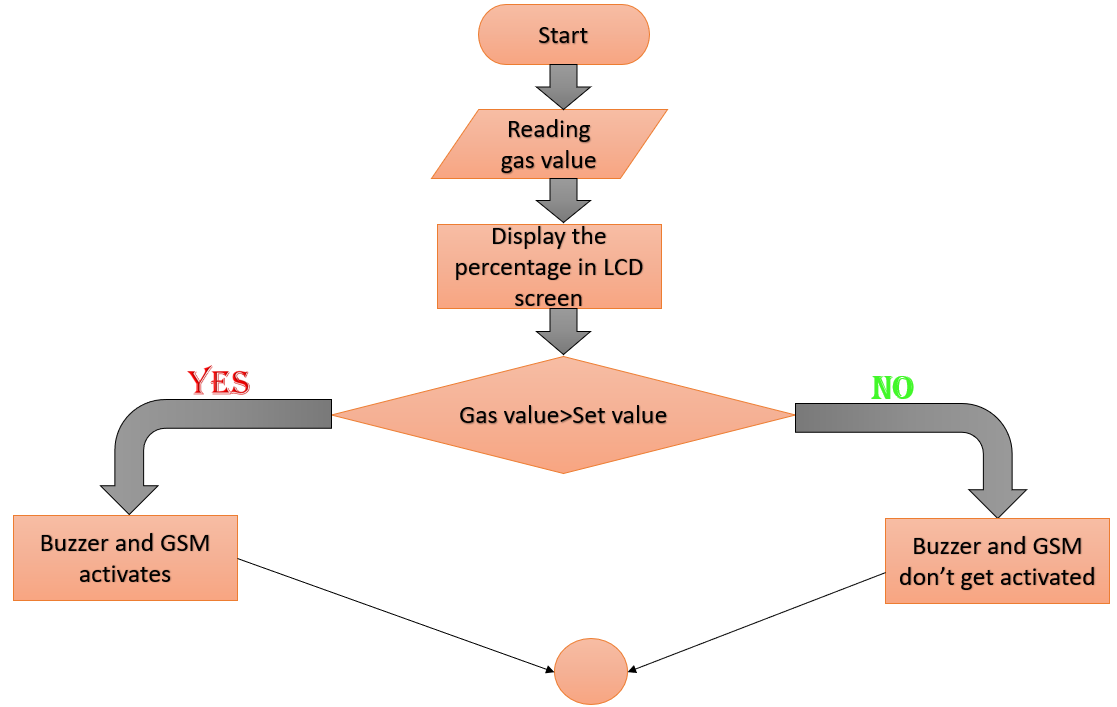 Start
Reading
gas value
Display the
percentage in LCD
screen
YES
NO
Gas value>Set value
Buzzer and GSM
activates
Buzzer and GSM
don’t get activated